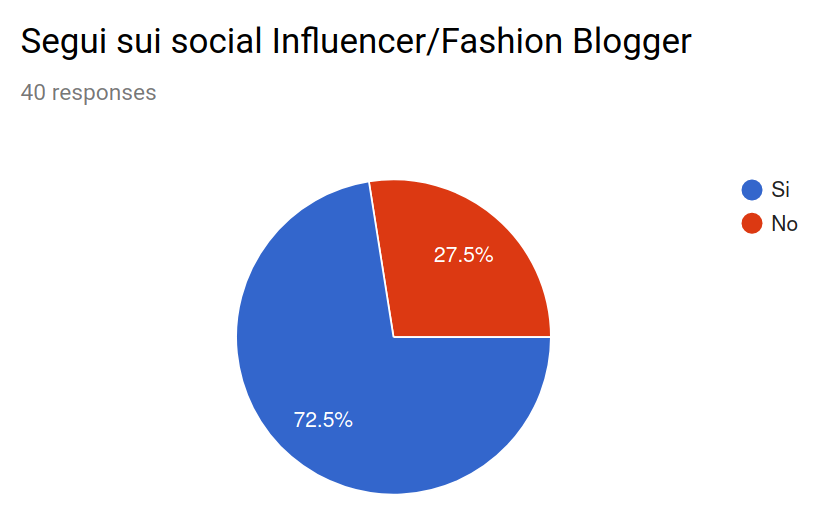 Segui sui social Influencer/Fashion Blogger
40 responses
Si
No
27.5%
72.5%